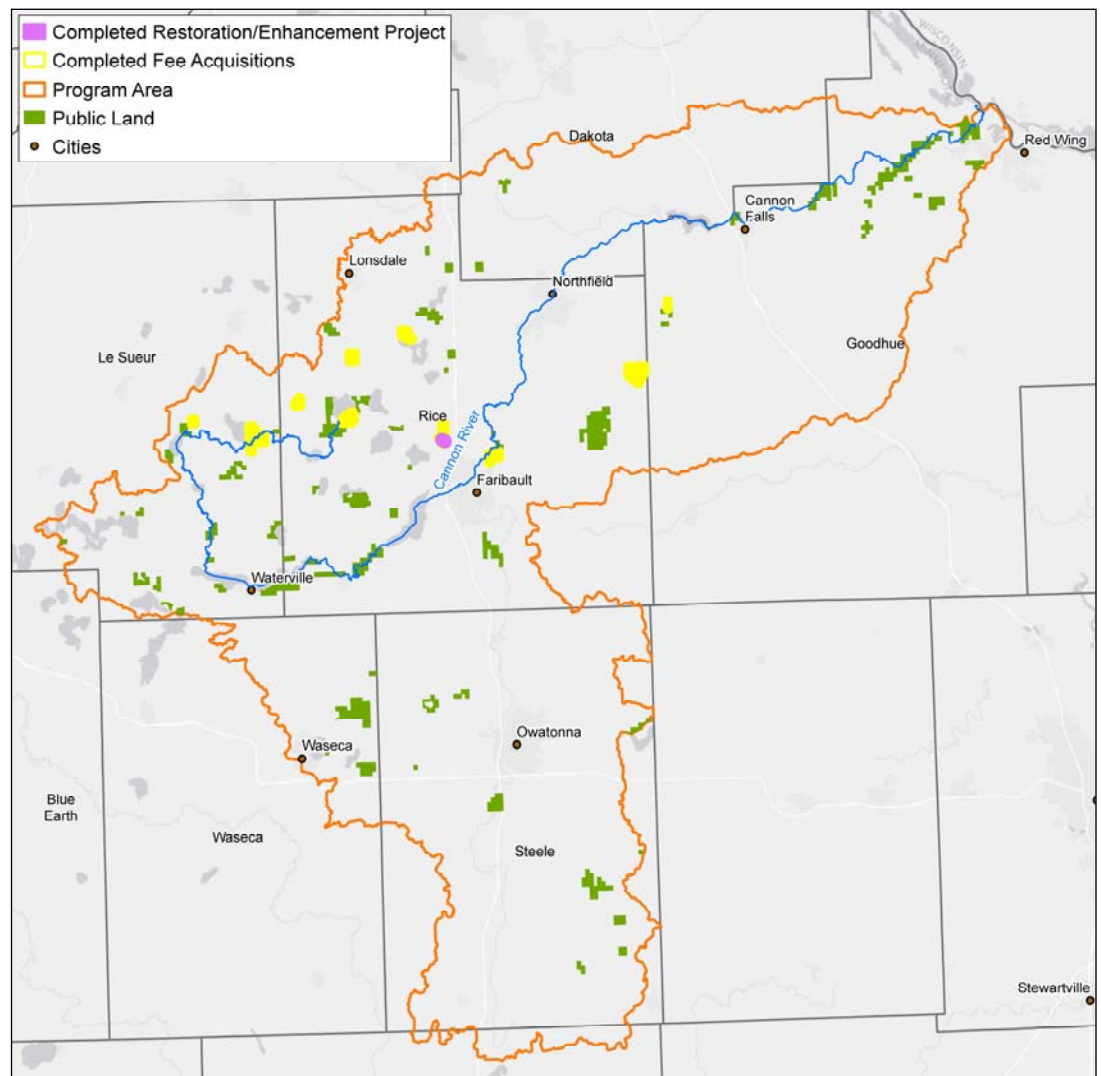 Completed Restoration/Enhancement Project
Completed Fee Acquisitions
Program Area
Public Land
Cities
WISCONSIN
Dakota
Red Wing
Cannon
Falls
Lonsdale
Northfield
Goodhue
Le Sueur
Rice
Cannon River
Faribault
Waterville
Owatonna
Waseca
Blue
Earth
Waseca
Steele
Stewartville